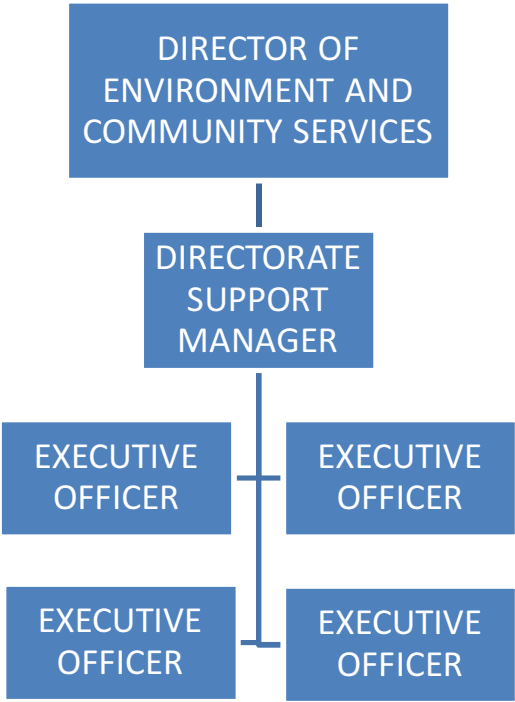 DIRECTOR OF
ENVIRONMENT AND
COMMUNITY SERVICES
DIRECTORATE
SUPPORT
MANAGER
EXECUTIVE
OFFICER
EXECUTIVE
OFFICER
EXECUTIVE
OFFICER
EXECUTIVE
OFFICER